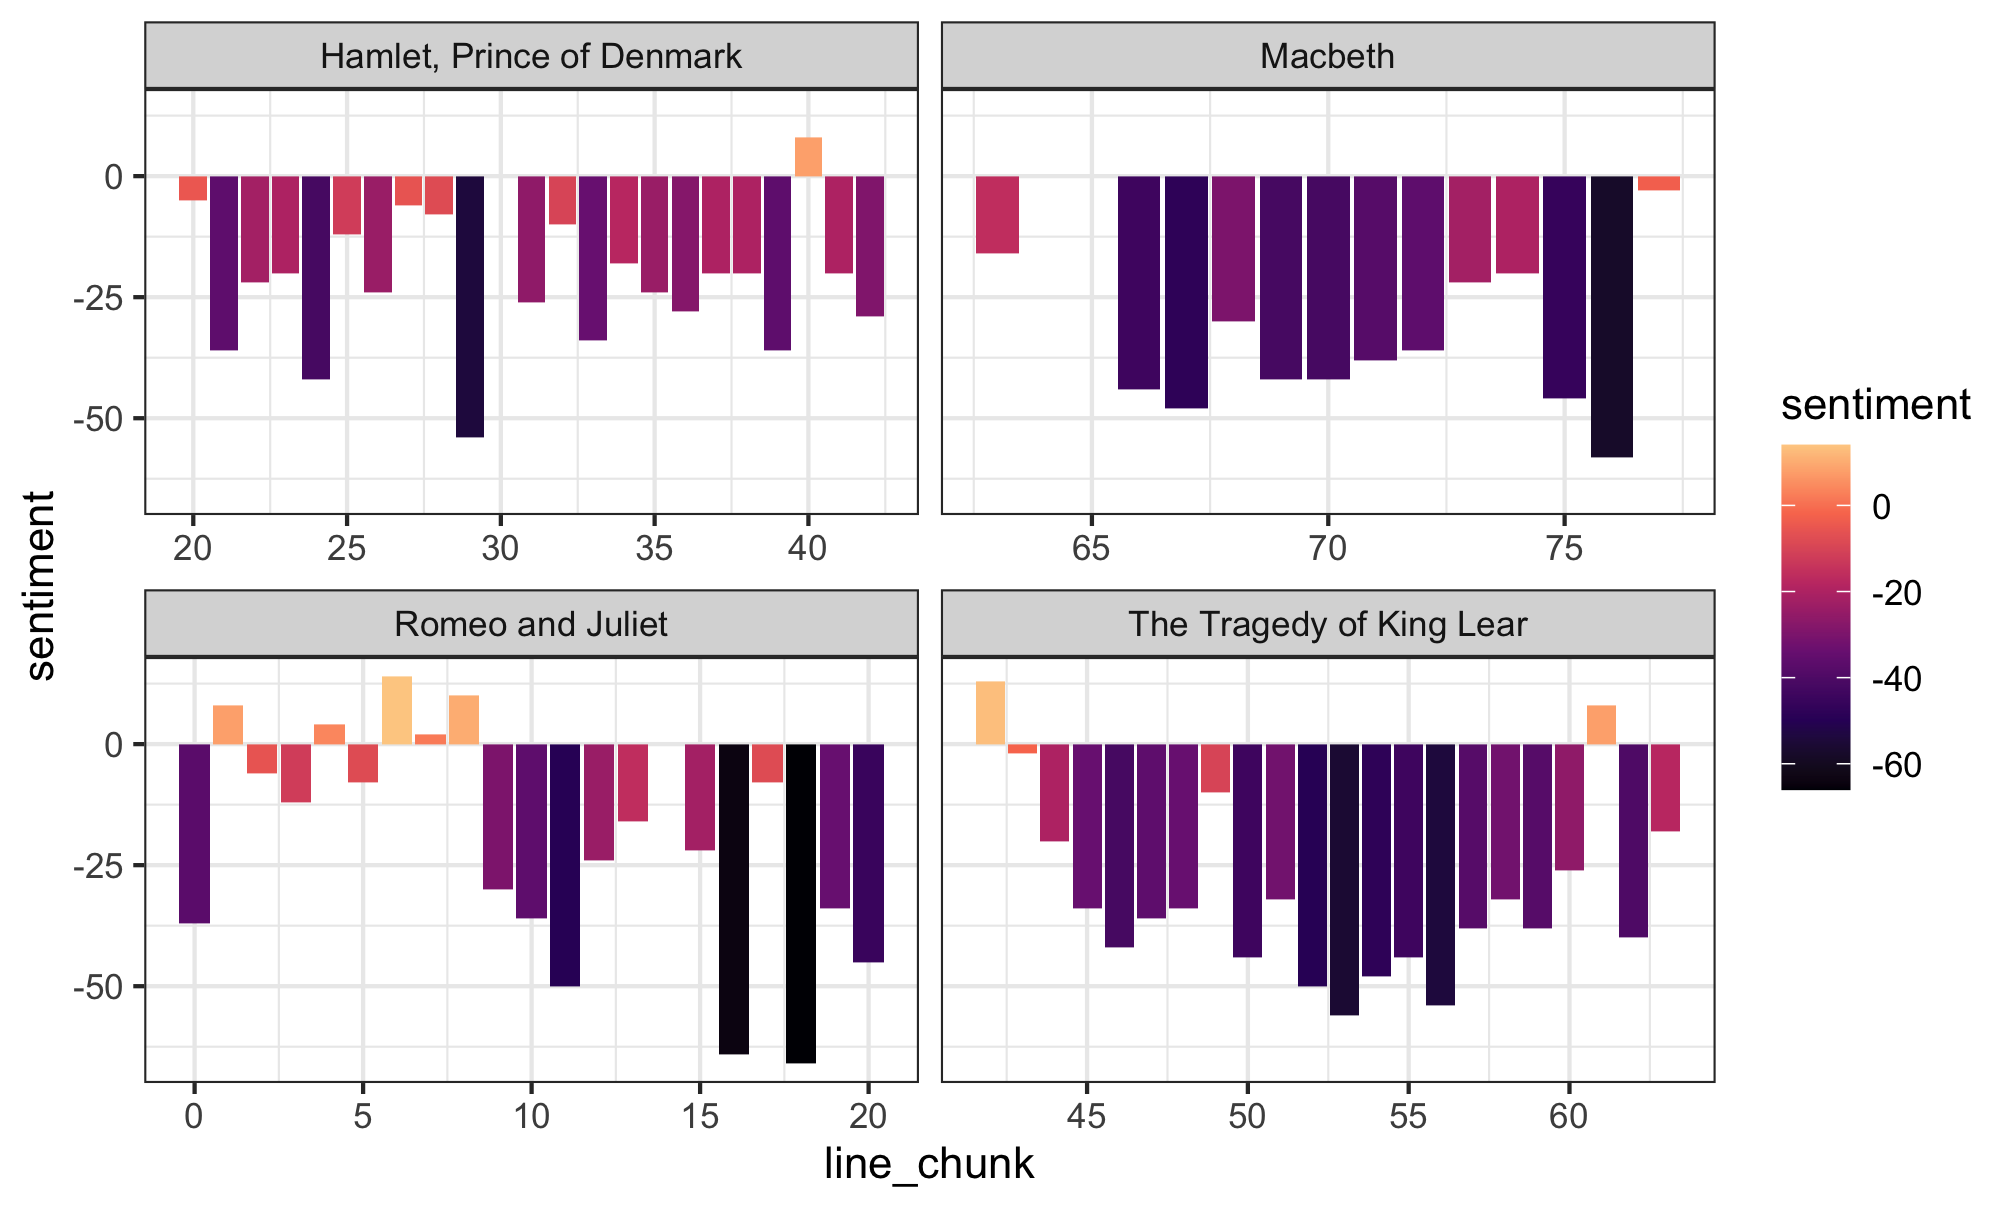 Hamlet, Prince of Denmark
Macbeth
0
-25
-50
20 25 30 35 40
65 70 75
Romeo and Juliet
The Tragedy of King Lear
0
-25
-50
0 5 10 15 20
45 50 55 60
line_chunk
sentiment
sentiment
0
-20
-40
-60